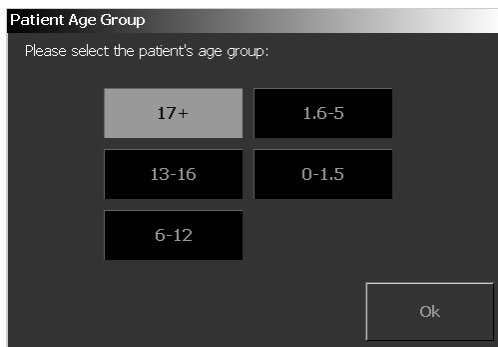 Patient Age Group
Please select the patient's age group:
17+
1.6-5
13-16
0-1.5
6-12
Ok